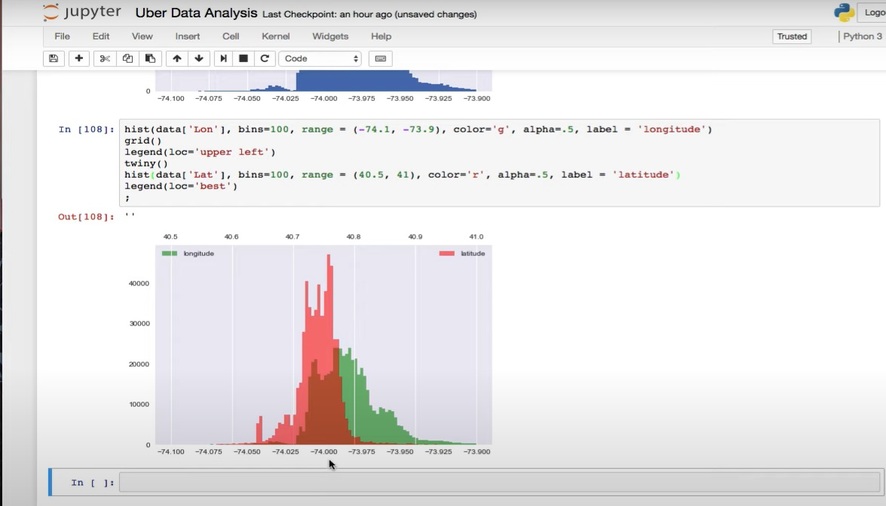 jupyter Uber Data Analysis Last Checkpoint: an hour ago (unsaved changes)
File Edit View Insert Cell Kernel Widgets Help Trusted Python 3
Code
0
−74.100 −74.075 −74.050 −74.025 −74.000 −73.975 −73.950 −73.925 −73.900
In [108]: hist(data['Lon'], bins=100, range = (-74.1, -73.9), color='g', alpha=.5, label = 'longitude')
grid()
legend(loc='upper left')
twiny()
hist(data['Lat'], bins=100, range = (40.5, 41), color='r', alpha=.5, label = 'latitude')
legend(loc='best')
;
Out[108]: ''
40.5 40.6 40.7 40.8 40.9 41.0
longitude latitude
40000
30000
20000
10000
0
−74.100 −74.075 −74.050 −74.025 −74.000 −73.975 −73.950 −73.925 −73.900
In [ ]: